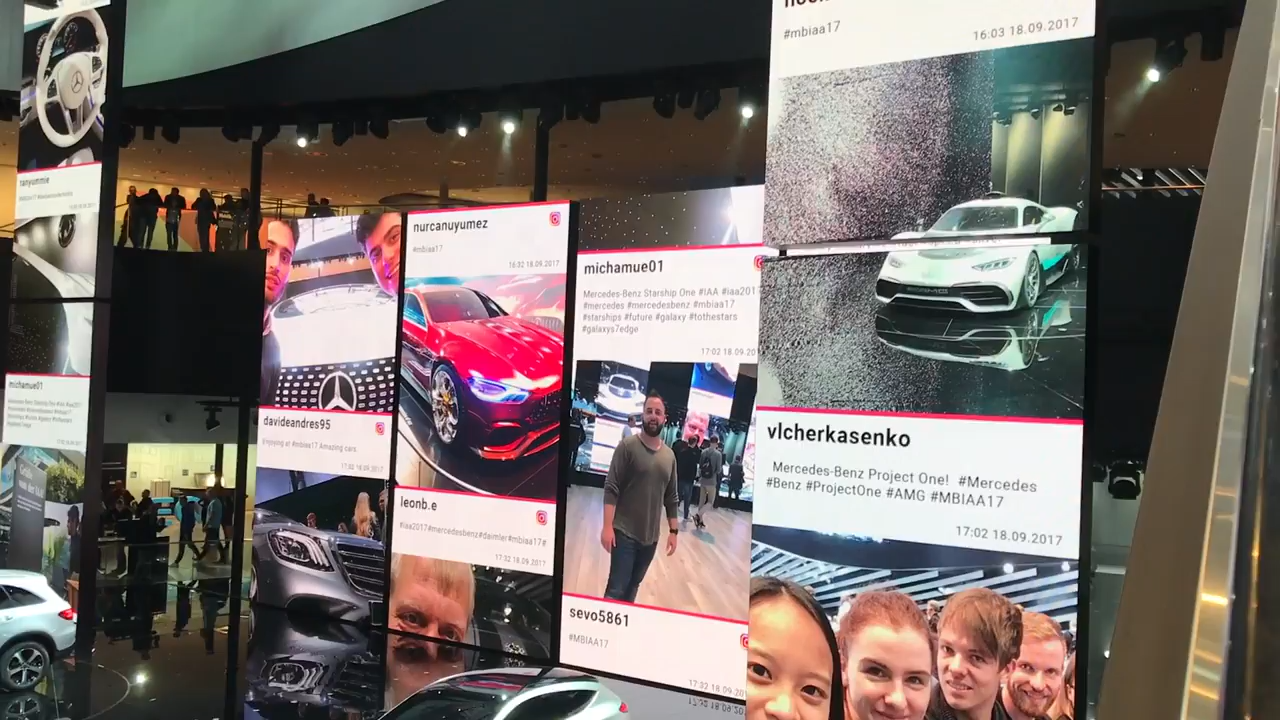 tanyummie
michamue01
davideandres95
Enjoying at #mbiaa17 Amazing cars
17:02 18.09.2017
nurcanuyumez
#mbiaa17
16:32 18.09.2017
leonb.e
#iaa2017#mercedesbenz#daimler#mbiaa17#
17:32 18.09.2017
michamue01
Mercedes-Benz Starship One #IAA #iaa2017
#mercedes #mercedesbenz #mbiaa17
#starships #future #galaxy #tothestars
#galaxys7edge
17:02 18.09.20
sevo5861
#MBIAA17
17:32 18.09.20
#mbiaa17
16:03 18.09.2017
vlcherkasenko
Mercedes-Benz Project One! #Mercedes
#Benz #ProjectOne #AMG #MBIAA17
17:02 18.09.2017